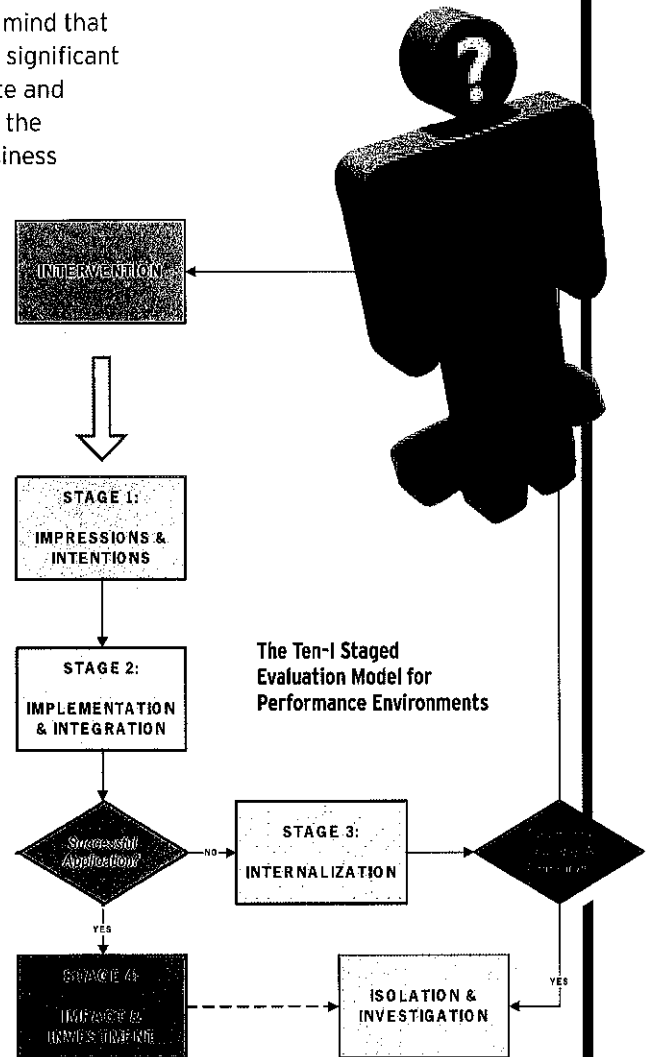 mind that
significant
te and
the
iness
?
INTERVENTION
STAGE 1:
IMPRESSIONS &
INTENTIONS
STAGE 2:
IMPLEMENTATION
& INTEGRATION
The Ten-I Staged
Evaluation Model for
Performance Environments
Successful
Application?
NO
STAGE 3:
INTERNALIZATION
YES
STAGE 4:
IMPACT &
INVESTMENT
ISOLATION &
INVESTIGATION
YES